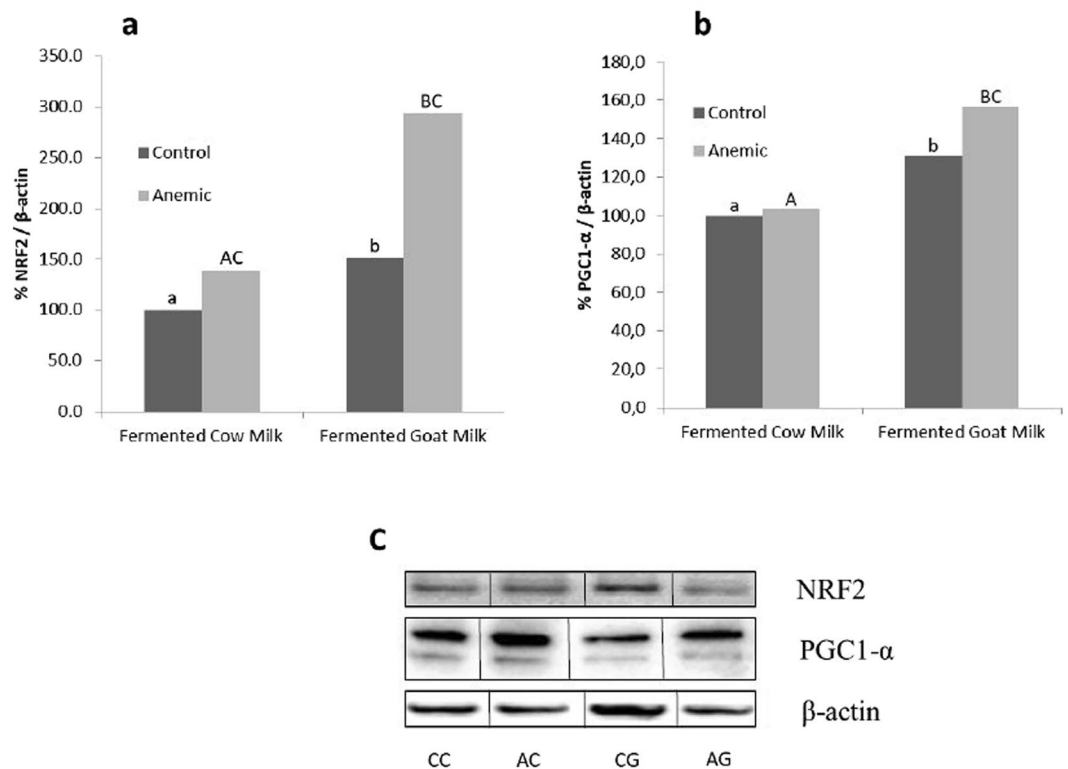 a
% NRF2 / β-actin
350.0
300.0
250.0
200.0
150.0
100.0
50.0
0.0
Control
Anemic
a
AC
b
BC
Fermented Cow Milk
Fermented Goat Milk
b
% PGC1-α / β-actin
180,0
160,0
140,0
120,0
100,0
80,0
60,0
40,0
20,0
0,0
Control
Anemic
a
A
b
BC
Fermented Cow Milk
Fermented Goat Milk
C
NRF2
PGC1-α
β-actin
CC AC CG AG